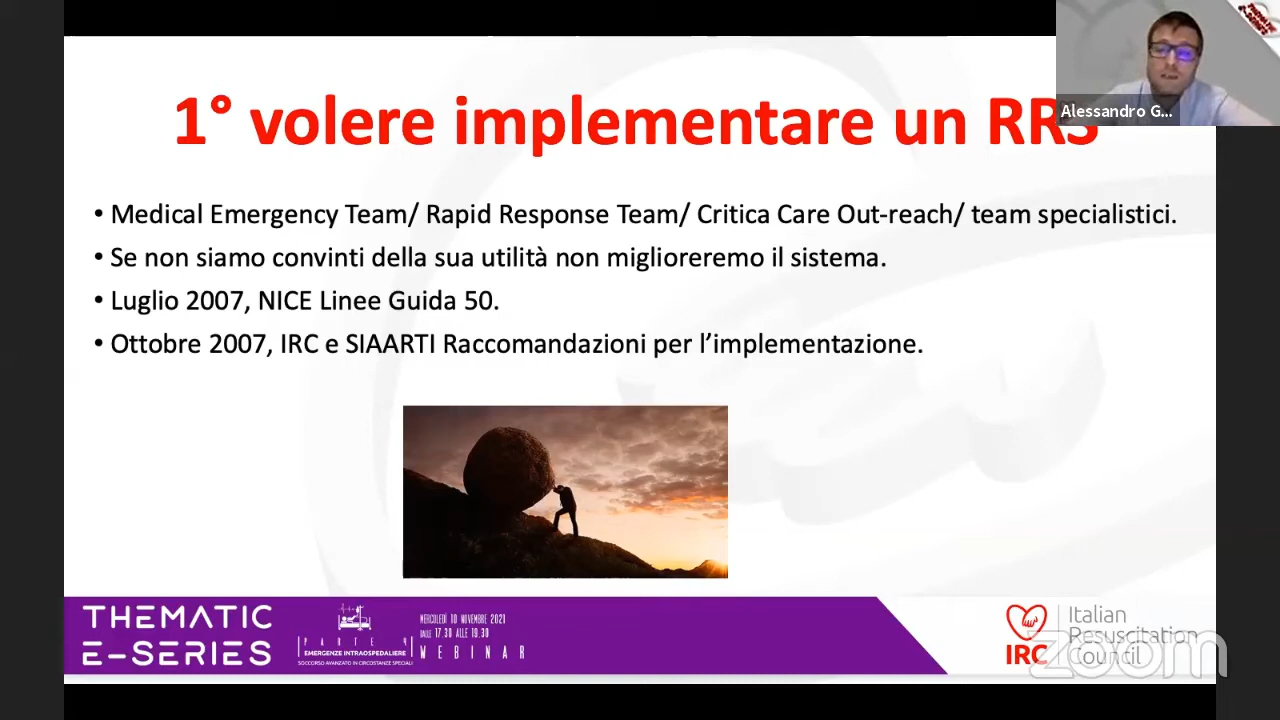 1° volere implementare un RRS
Alessandro G...
• Medical Emergency Team/ Rapid Response Team/ Critica Care Out-reach/ team specialistici.
• Se non siamo convinti della sua utilità non miglioreremo il sistema.
• Luglio 2007, NICE Linee Guida 50.
• Ottobre 2007, IRC e SIAARTI Raccomandazioni per l’implementazione.
THEMATIC
E-SERIES
PARTE 4
EMERGENZE INTRAOSPEDALIERE
SOCCORSO AVANZATO IN CIRCOSTANZE SPECIALI
MERCOLEDÌ 10 NOVEMBRE 2021
DALLE 17.30 ALLE 19.30
WEBINAR
IRC
Italian
Resuscitation
Council
zoom